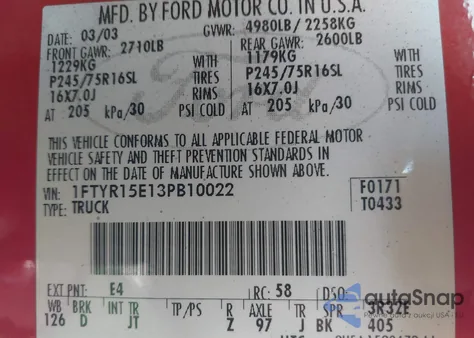 MFD. BY FORD MOTOR CO. IN U.S.A.
DATE: 03/03 GVWR: 4980LB/ 2258KG
FRONT GAWR: 2710LB REAR GAWR: 2600LB
1229KG WITH 1179KG WITH
P245/75R16SL TIRES P245/75R16SL TIRES
16X7.0J RIMS 16X7.0J RIMS
AT 205 kPa/30 PSI COLD AT 205 kPa/30 PSI COLD
THIS VEHICLE CONFORMS TO ALL APPLICABLE FEDERAL MOTOR
VEHICLE SAFETY AND THEFT PREVENTION STANDARDS IN
EFFECT ON THE DATE OF MANUFACTURE SHOWN ABOVE.
VIN: 1FTYR15E13PB10022 F0171
TYPE: TRUCK T0433
EXT PNT: E4 RC: 58 DSO:
WB BRK INT TR TP/PS R AXLE TR 3R32E
126 D JT Z 97 J BK 405
Ford
autoSnap